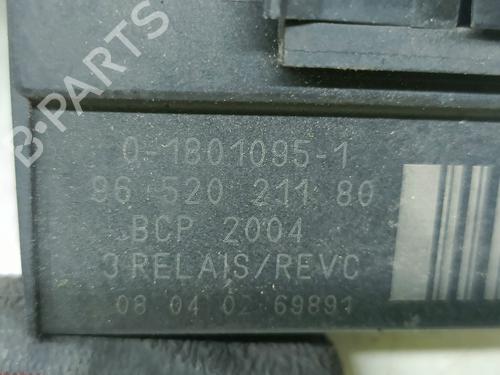 B-PARTS
0-1801095-1
96 520 211 80
BCP 2004
3 RELAIS/REVC
08 04 02 69891